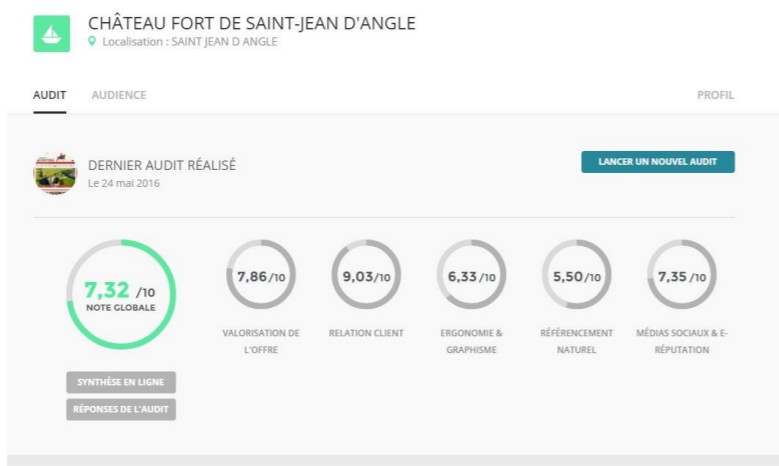 CHÂTEAU FORT DE SAINT-JEAN D'ANGLE
Localisation : SAINT JEAN D ANGLE
AUDIT
AUDIENCE
PROFIL
DERNIER AUDIT RÉALISÉ
Le 24 mai 2016
LANCER UN NOUVEL AUDIT
7,32 /10
NOTE GLOBALE
SYNTHÈSE EN LIGNE
RÉPONSES DE L'AUDIT
7,86/10
VALORISATION DE
L'OFFRE
9,03/10
RELATION CLIENT
6,33/10
ERGONOMIE &
GRAPHISME
5,50/10
RÉFÉRENCEMENT
NATUREL
7,35/10
MÉDIAS SOCIAUX & E-
RÉPUTATION